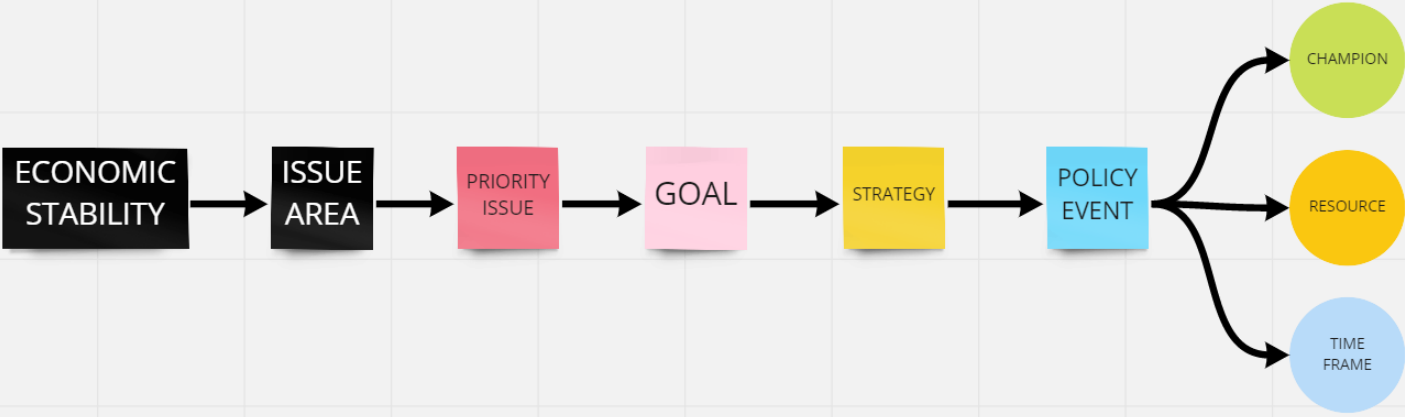 ECONOMIC
STABILITY
ISSUE
AREA
PRIORITY
ISSUE
GOAL
STRATEGY
POLICY
EVENT
CHAMPION
RESOURCE
TIME
FRAME